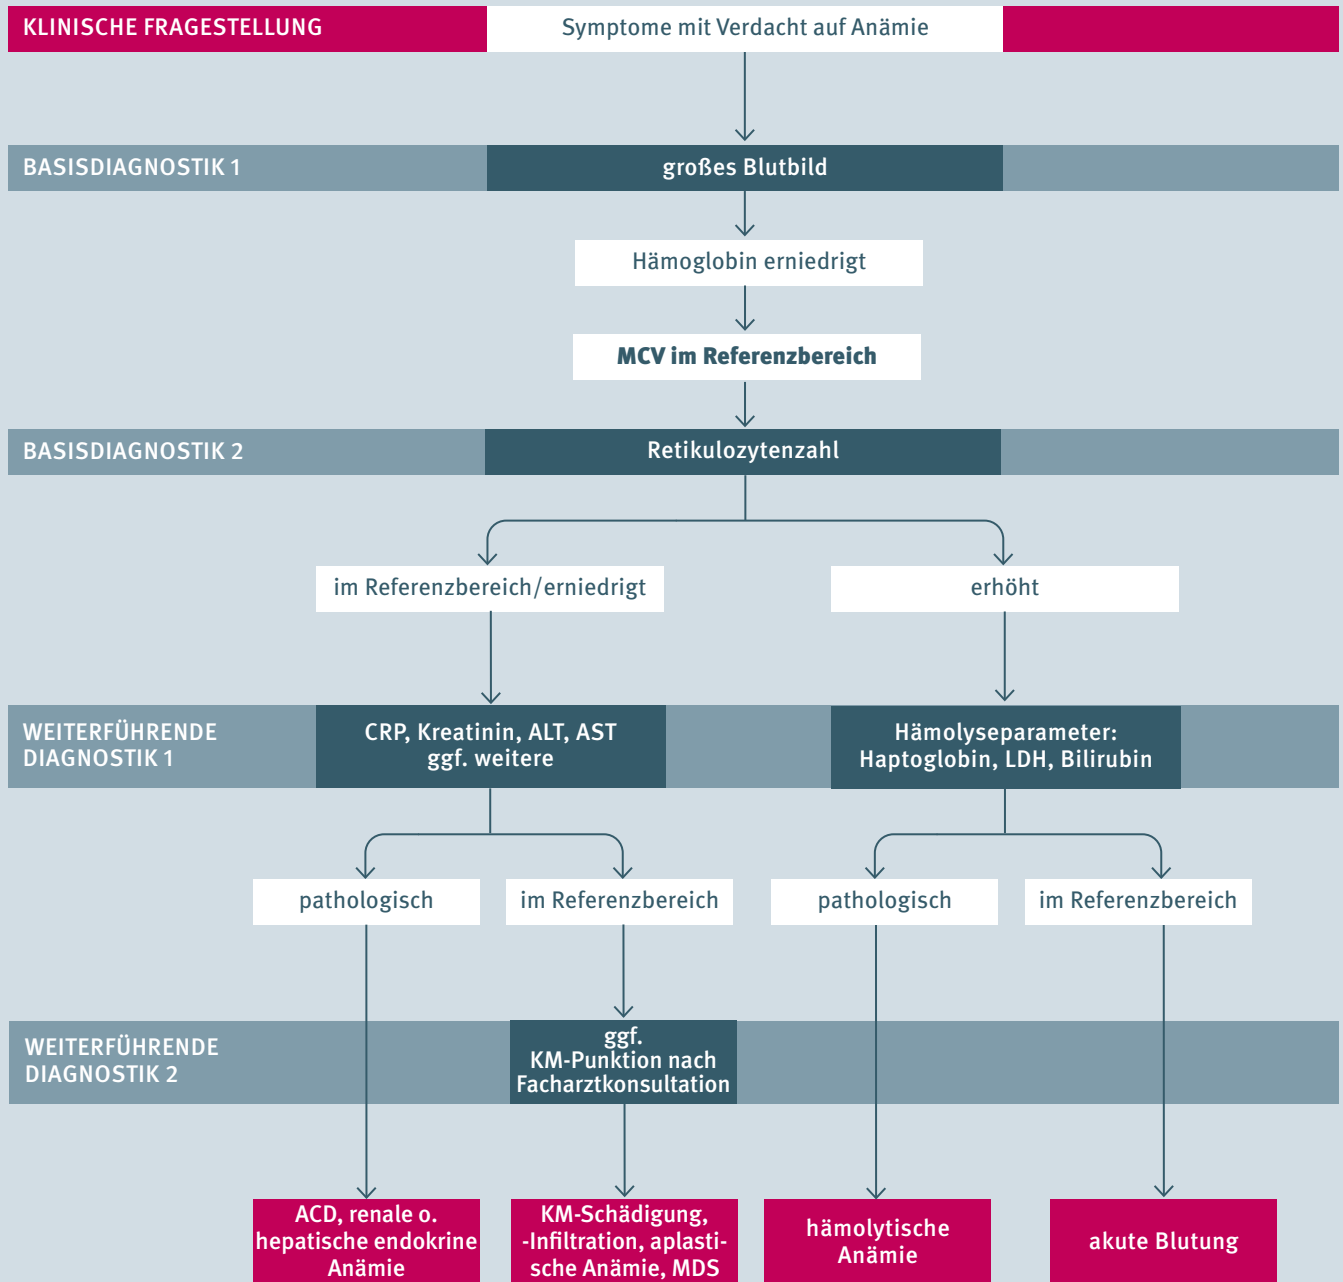 KLINISCHE FRAGESTELLUNG
Symptome mit Verdacht auf Anämie
BASISDIAGNOSTIK 1
großes Blutbild
Hämoglobin erniedrigt
MCV im Referenzbereich
BASISDIAGNOSTIK 2
Retikulozytenzahl
im Referenzbereich/erniedrigt
erhöht
WEITERFÜHRENDE
DIAGNOSTIK 1
CRP, Kreatinin, ALT, AST
ggf. weitere
Hämolyseparameter:
Haptoglobin, LDH, Bilirubin
pathologisch
im Referenzbereich
pathologisch
im Referenzbereich
WEITERFÜHRENDE
DIAGNOSTIK 2
ggf.
KM-Punktion nach
Facharztkonsultation
ACD, renale o.
hepatische endokrine
Anämie
KM-Schädigung,
-Infiltration, aplasti-
sche Anämie, MDS
hämolytische
Anämie
akute Blutung